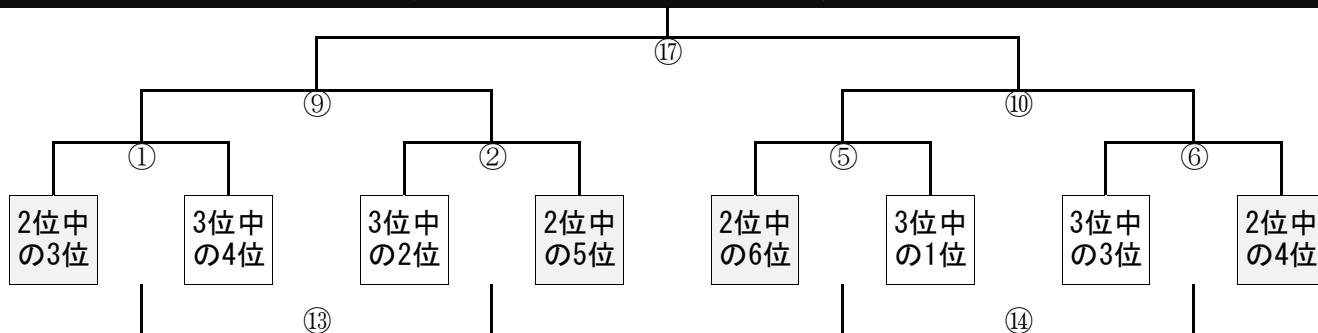 ⑰
⑨
⑩
①
②
⑤
⑥
2位中
の3位
3位中
の4位
3位中
の2位
2位中
の5位
2位中
の6位
3位中
の1位
3位中
の3位
2位中
の4位
⑬
⑭